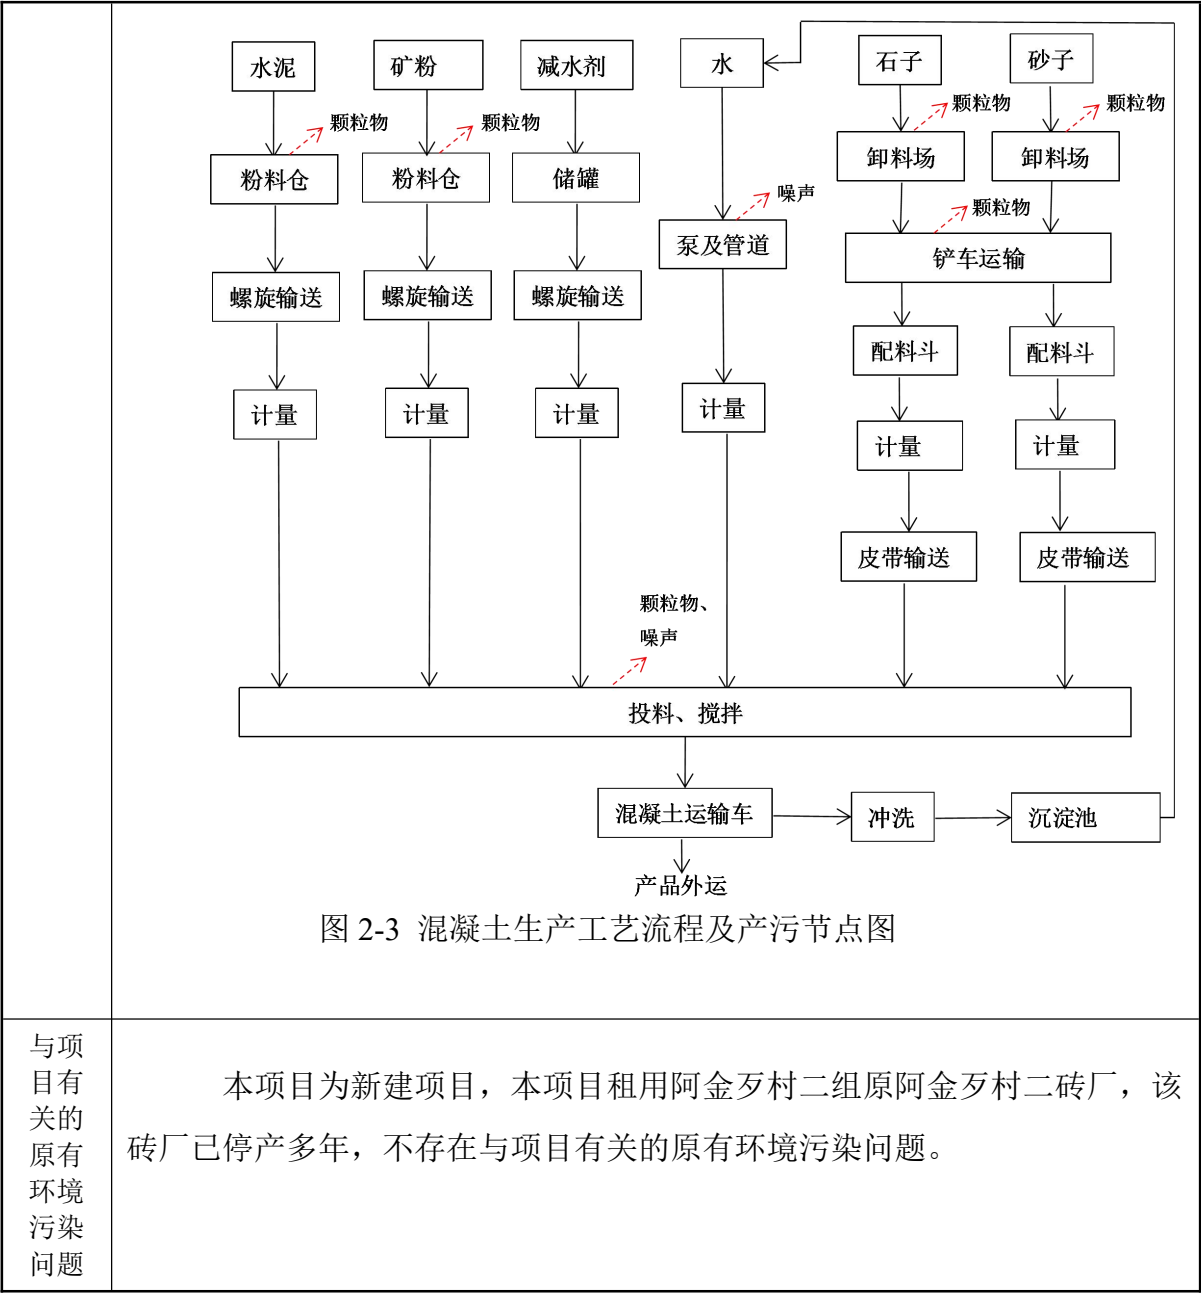 水泥 矿粉 减水剂 水 石子 砂子
颗粒物 颗粒物 颗粒物 颗粒物
粉料仓 粉料仓 储罐 卸料场 卸料场
噪声 颗粒物
泵及管道 铲车运输
螺旋输送 螺旋输送 螺旋输送
配料斗 配料斗
计量 计量 计量 计量
计量 计量
皮带输送 皮带输送
颗粒物、
噪声
投料、搅拌
混凝土运输车 冲洗 沉淀池
产品外运
图 2-3 混凝土生产工艺流程及产污节点图
与项
目有
关的
原有
环境
污染
问题
本项目为新建项目，本项目租用阿金歹村二组原阿金歹村二砖厂，该
砖厂已停产多年，不存在与项目有关的原有环境污染问题。